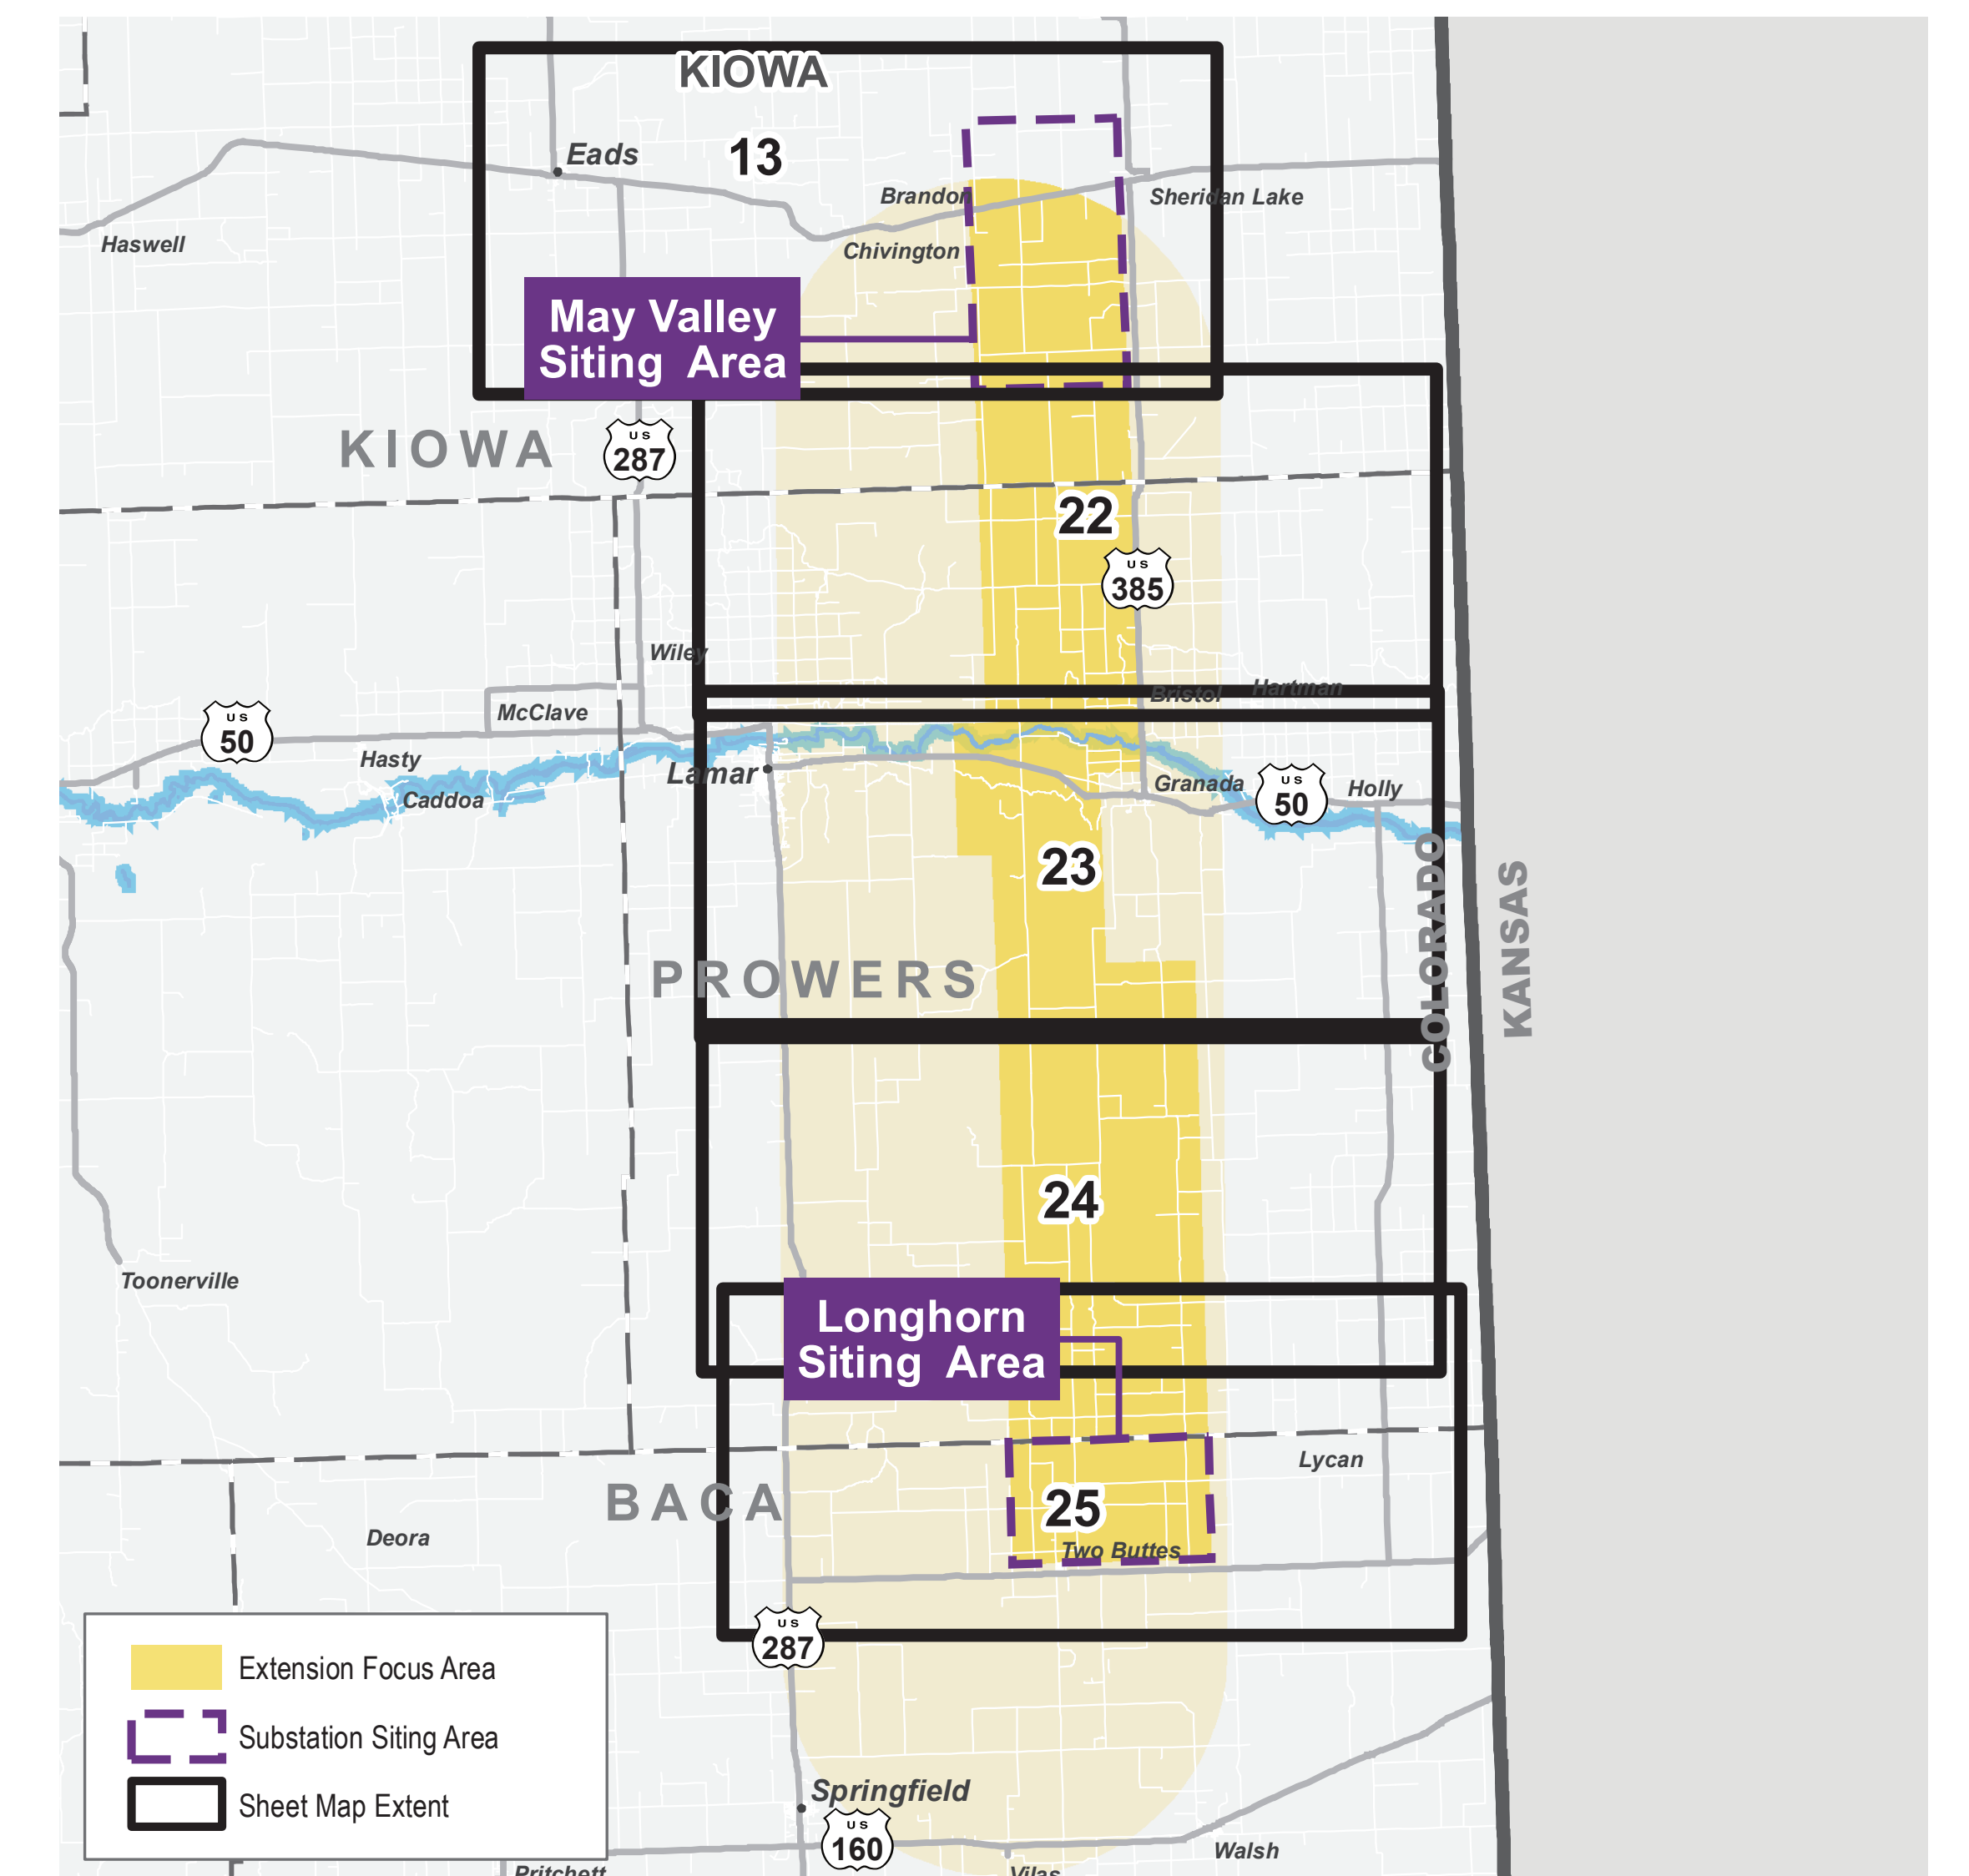 KIOWA
Eads
13
Brandon
Sheridan Lake
Haswell
Chivington
May Valley
Siting Area
KIOWA
US
287
22
US
385
Wiley
Bristol
Hartman
McClave
US
50
Hasty
Lamar
Caddoa
Granada
US
50
Holly
23
COLORADO
KANSAS
PROWERS
24
Toonerville
Longhorn
Siting Area
Lycan
BACA
25
Deora
Two Buttes
US
287
Extension Focus Area
Substation Siting Area
Sheet Map Extent
Springfield
US
160
Walsh
Pritchett
Vilas